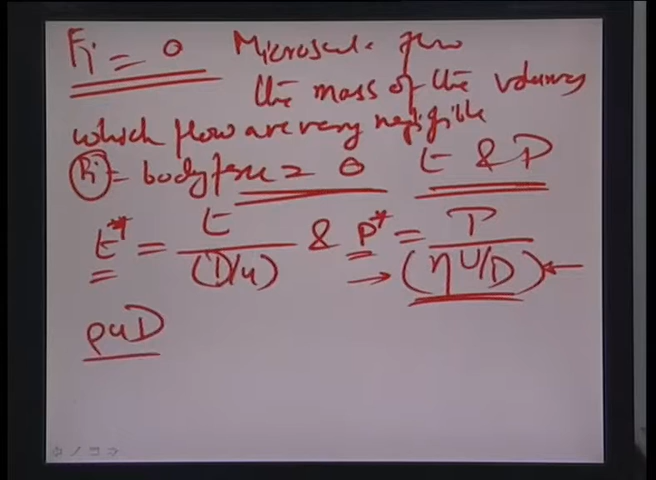 Fi = 0 Microscale flow
the mass of the volumes
which flow are very negligible
Fi = body force = 0 t & P
t* = t / (D/u) & P* = P / (ηU/D)
ρuD